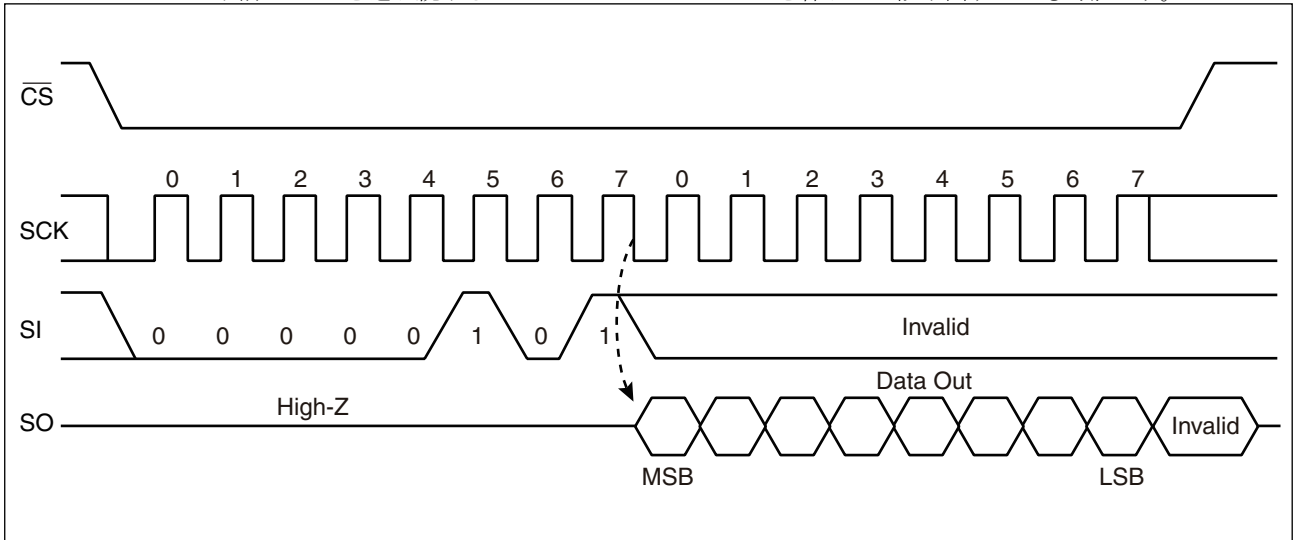 CS
0 1 2 3 4 5 6 7 0 1 2 3 4 5 6 7
SCK
SI
0 0 0 0 0 1 0 1
Invalid
Data Out
High-Z
SO
Invalid
MSB
LSB